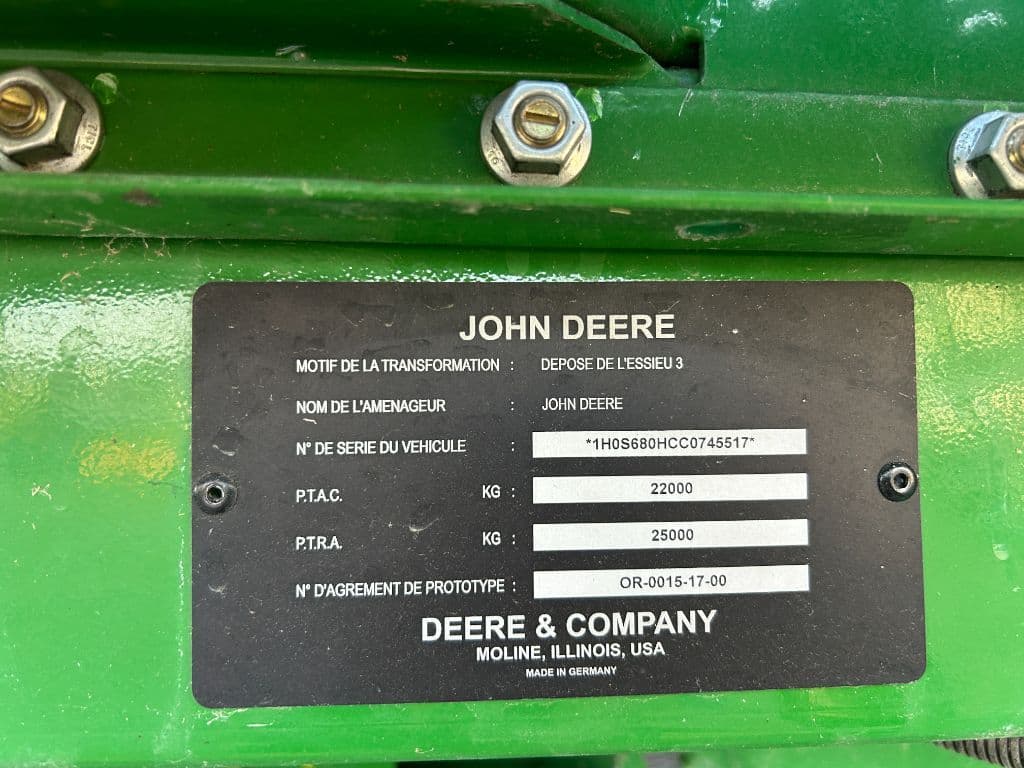 JOHN DEERE
MOTIF DE LA TRANSFORMATION : DEPOSE DE L'ESSIEU 3
NOM DE L'AMENAGEUR : JOHN DEERE
N° DE SERIE DU VEHICULE : *1H0S680HCC0745517*
P.T.A.C. KG : 22000
P.T.R.A. KG : 25000
N° D'AGREMENT DE PROTOTYPE : OR-0015-17-00
DEERE & COMPANY
MOLINE, ILLINOIS, USA
MADE IN GERMANY